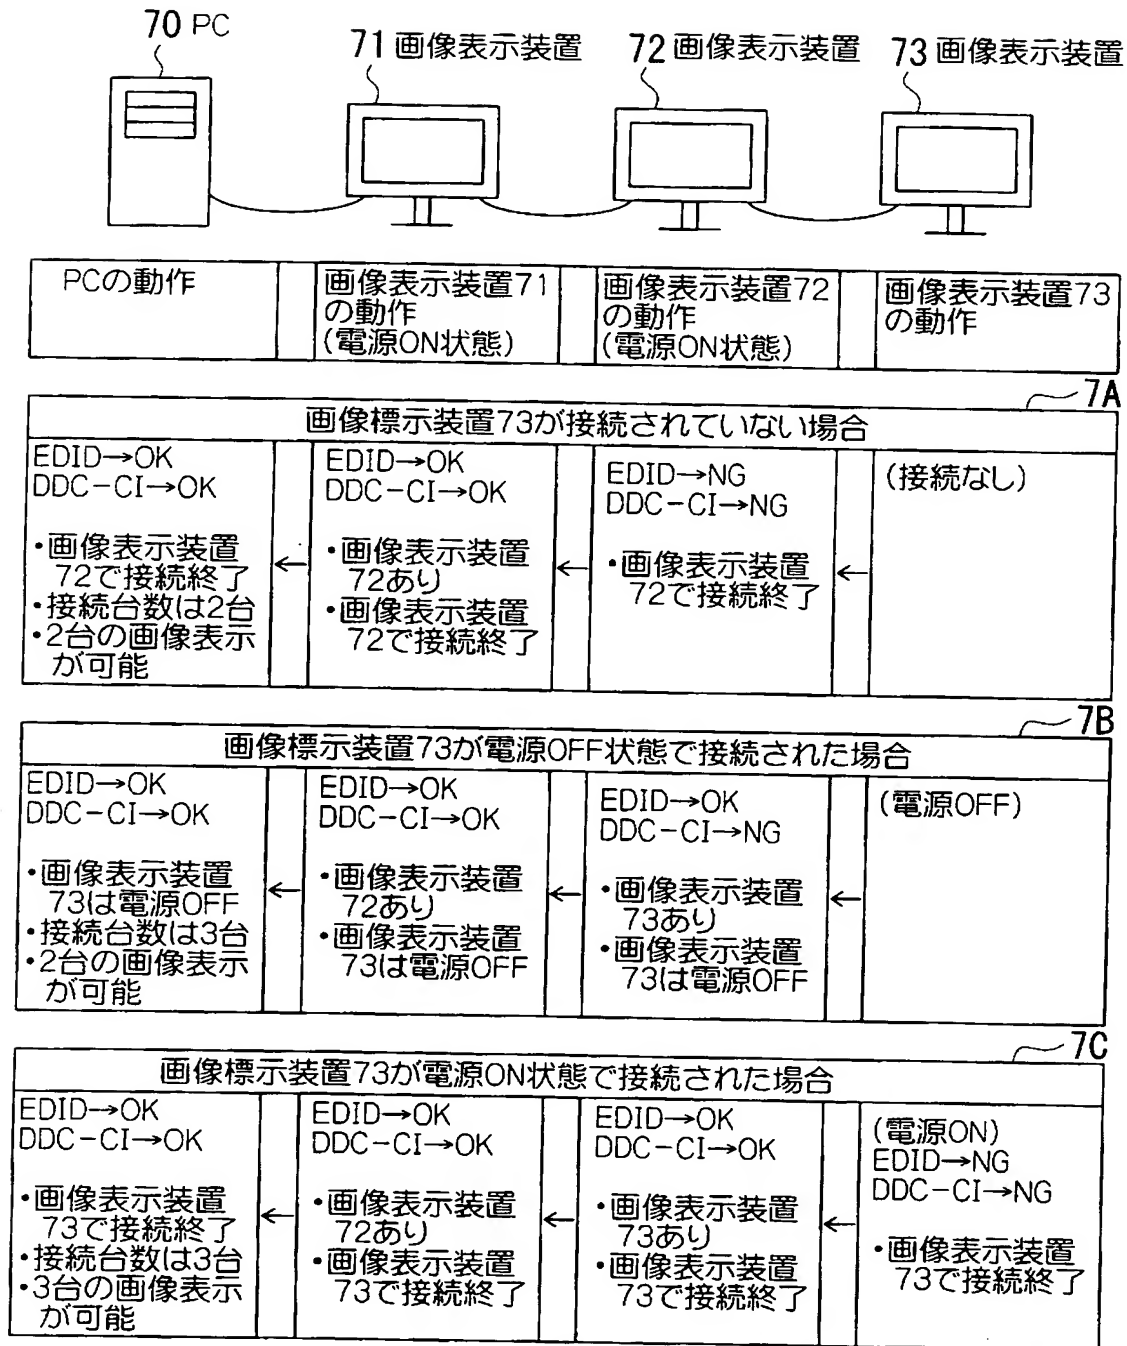 70 PC
71 画像表示装置
72 画像表示装置
73 画像表示装置
PCの動作
画像表示装置71
の動作
(電源ON状態)
画像表示装置72
の動作
(電源ON状態)
画像表示装置73
の動作
7A
画像標示装置73が接続されていない場合
EDID→OK
DDC-CI→OK
・画像表示装置
72で接続終了
・接続台数は2台
・2台の画像表示
が可能
←
EDID→OK
DDC-CI→OK
・画像表示装置
72あり
・画像表示装置
72で接続終了
←
EDID→NG
DDC-CI→NG
・画像表示装置
72で接続終了
←
(接続なし)
7B
画像標示装置73が電源OFF状態で接続された場合
EDID→OK
DDC-CI→OK
・画像表示装置
73は電源OFF
・接続台数は3台
・2台の画像表示
が可能
←
EDID→OK
DDC-CI→OK
・画像表示装置
72あり
・画像表示装置
73は電源OFF
←
EDID→OK
DDC-CI→NG
・画像表示装置
73あり
・画像表示装置
73は電源OFF
←
(電源OFF)
7C
画像標示装置73が電源ON状態で接続された場合
EDID→OK
DDC-CI→OK
・画像表示装置
73で接続終了
・接続台数は3台
・3台の画像表示
が可能
←
EDID→OK
DDC-CI→OK
・画像表示装置
72あり
・画像表示装置
73で接続終了
←
EDID→OK
DDC-CI→OK
・画像表示装置
73あり
・画像表示装置
73で接続終了
←
(電源ON)
EDID→NG
DDC-CI→NG
・画像表示装置
73で接続終了